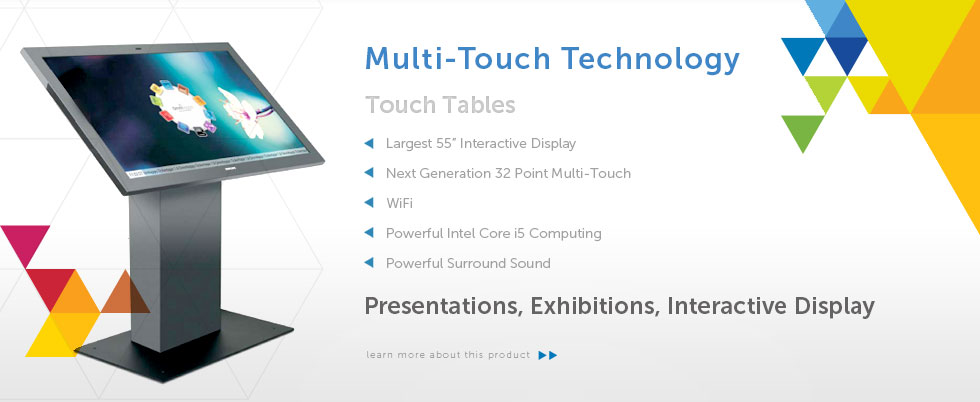 Multi-Touch Technology
Touch Tables
Largest 55” Interactive Display
Next Generation 32 Point Multi-Touch
WiFi
Powerful Intel Core i5 Computing
Powerful Surround Sound
Presentations, Exhibitions, Interactive Display
learn more about this product